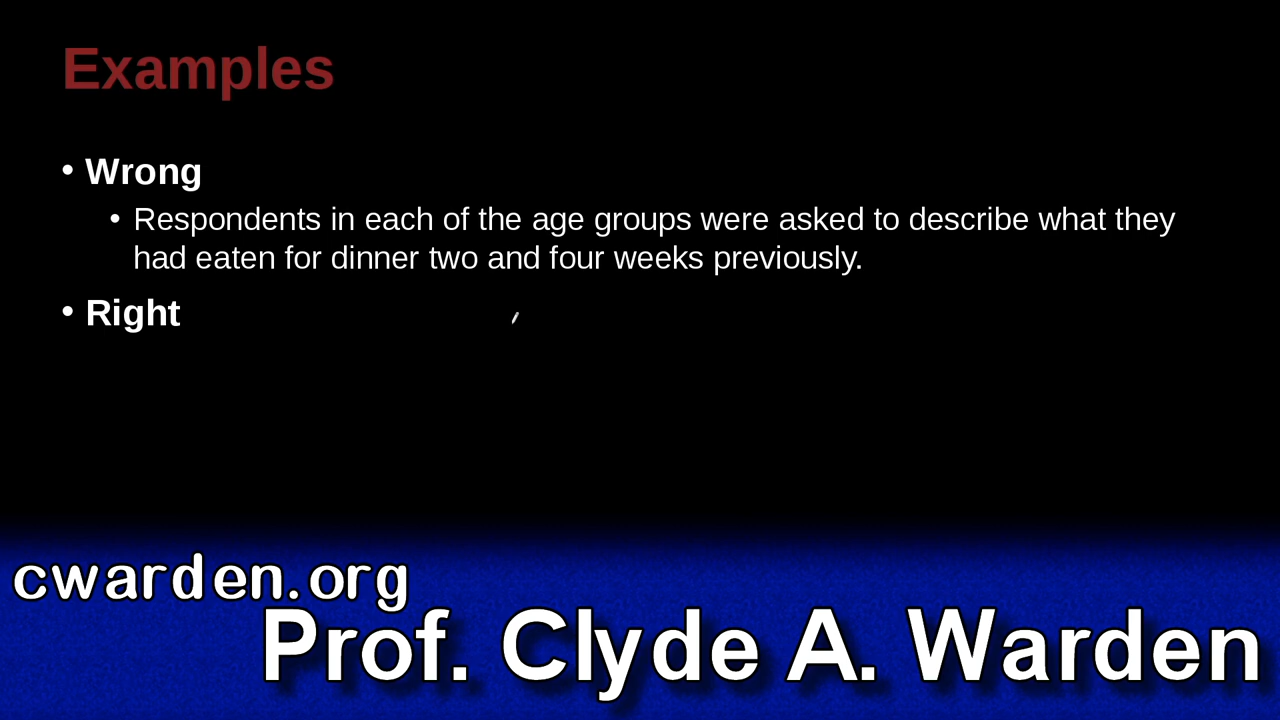 Examples
• Wrong
• Respondents in each of the age groups were asked to describe what they
had eaten for dinner two and four weeks previously.
• Right
cwarden.org
Prof. Clyde A. Warden